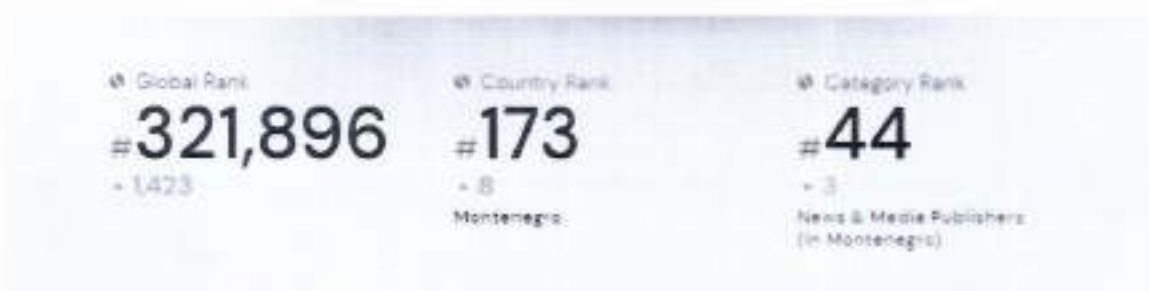 Global Rank
#321,896
1,423
Country Rank
#173
8
Montenegro
Category Rank
#44
3
News & Media Publishers
(In Montenegro)